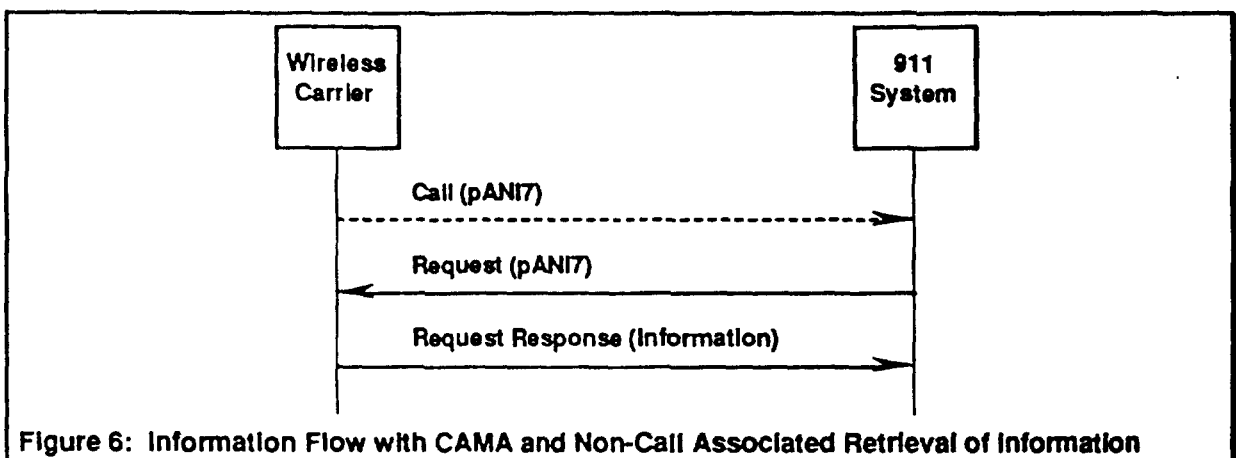 Wireless
Carrier
911
System
Call (pANI7)
Request (pANI7)
Request Response (Information)
Figure 6: Information Flow with CAMA and Non-Call Associated Retrieval of Information